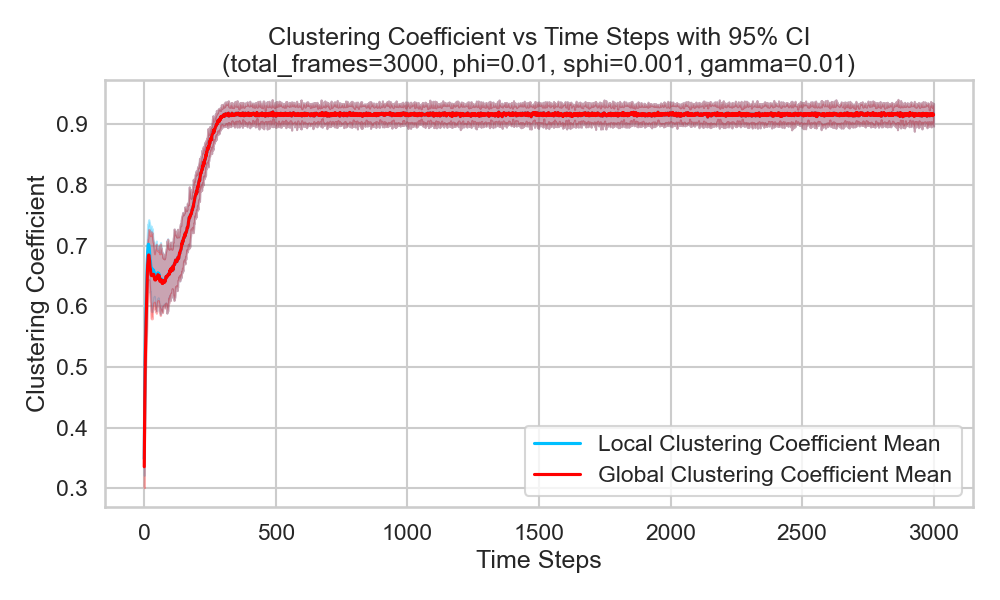 Clustering Coefficient vs Time Steps with 95% CI
(total_frames=3000, phi=0.01, sphi=0.001, gamma=0.01)
Clustering Coefficient
0.9
0.8
0.7
0.6
0.5
0.4
0.3
Local Clustering Coefficient Mean
Global Clustering Coefficient Mean
0 500 1000 1500 2000 2500 3000
Time Steps